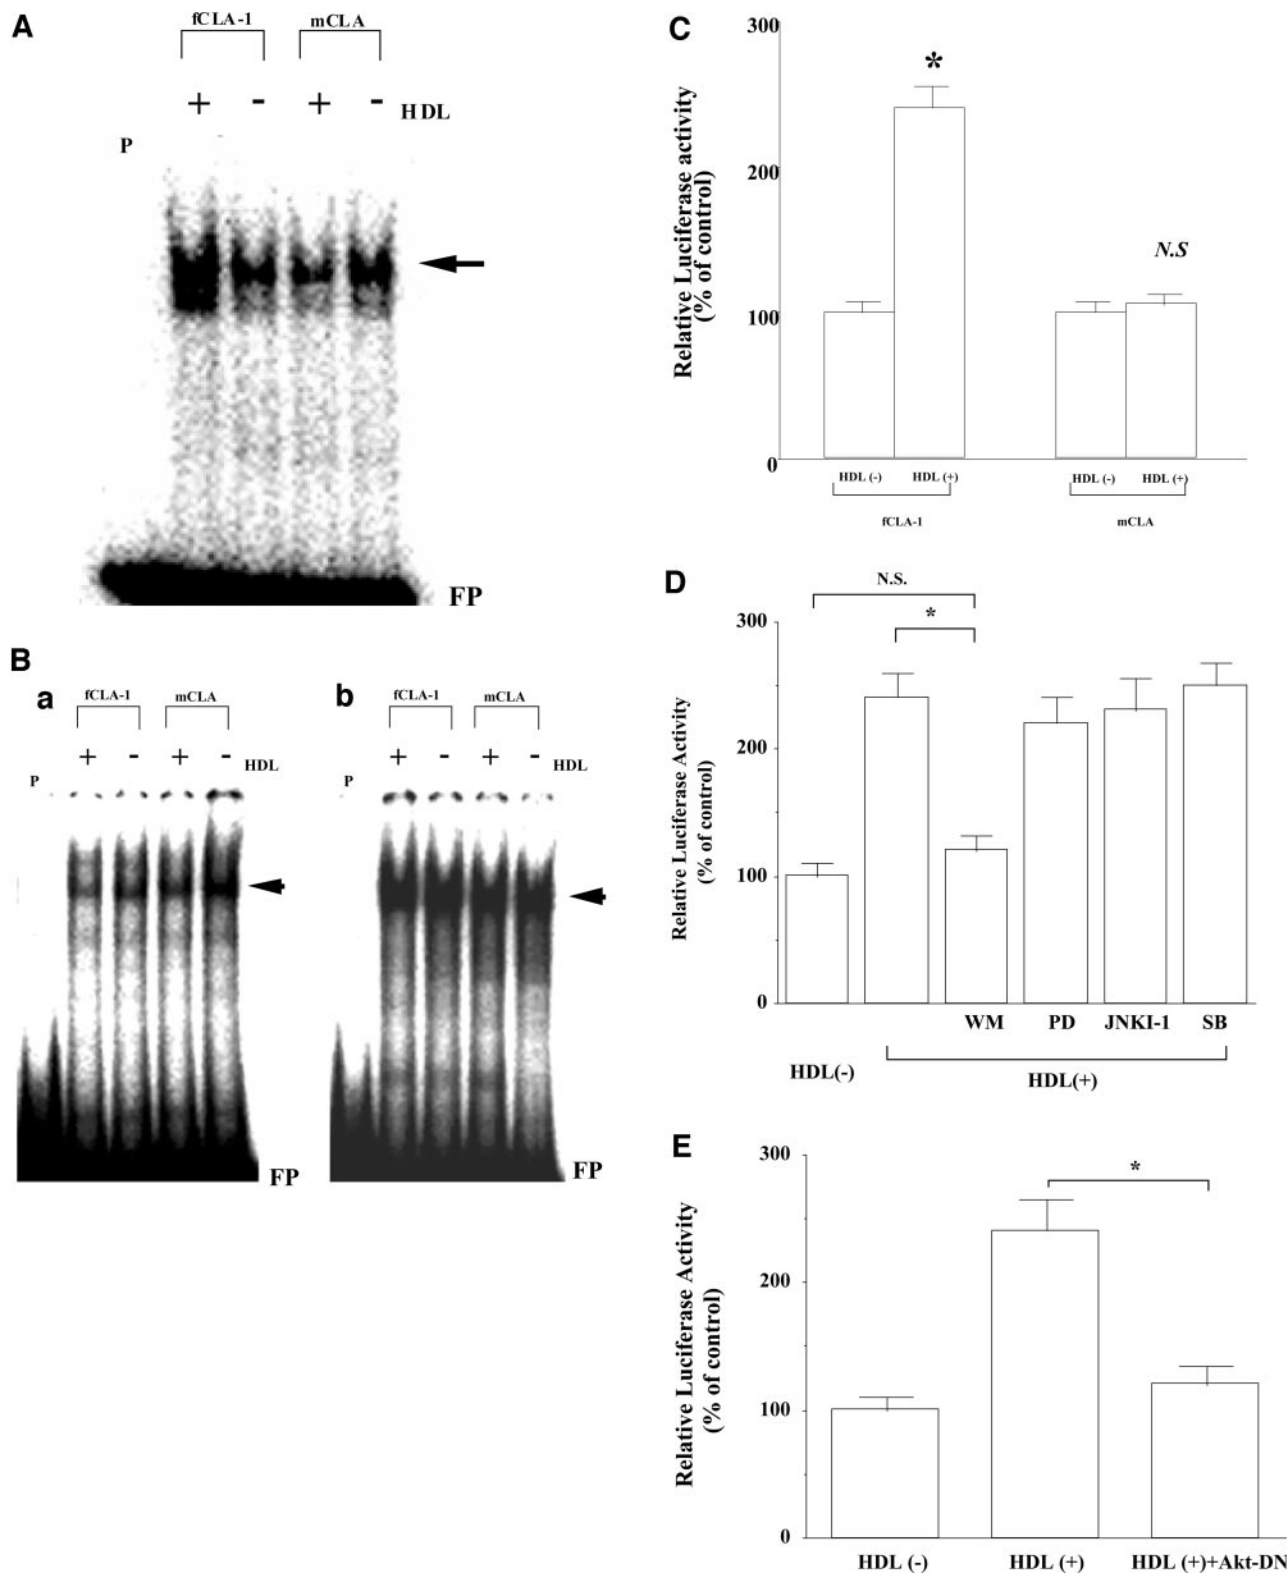 A
fCLA-1 mCLA
+ - + - HDL
P
FP
B
a
fCLA-1 mCLA
+ - + - HDL
P
FP
b
fCLA-1 mCLA
+ - + - HDL
P
FP
C
Relative Luciferase activity
(% of control)
300
200
100
0
*
N.S
HDL (-) HDL (+) HDL (-) HDL (+)
fCLA-1 mCLA
D
Relative Luciferase Activity
(% of control)
300
200
100
0
N.S.
*
WM PD JNKI-1 SB
HDL(-) HDL(+)
E
Relative Luciferase Activity
(% of control)
300
200
100
0
*
HDL (-) HDL (+) HDL (+)+Akt-DN